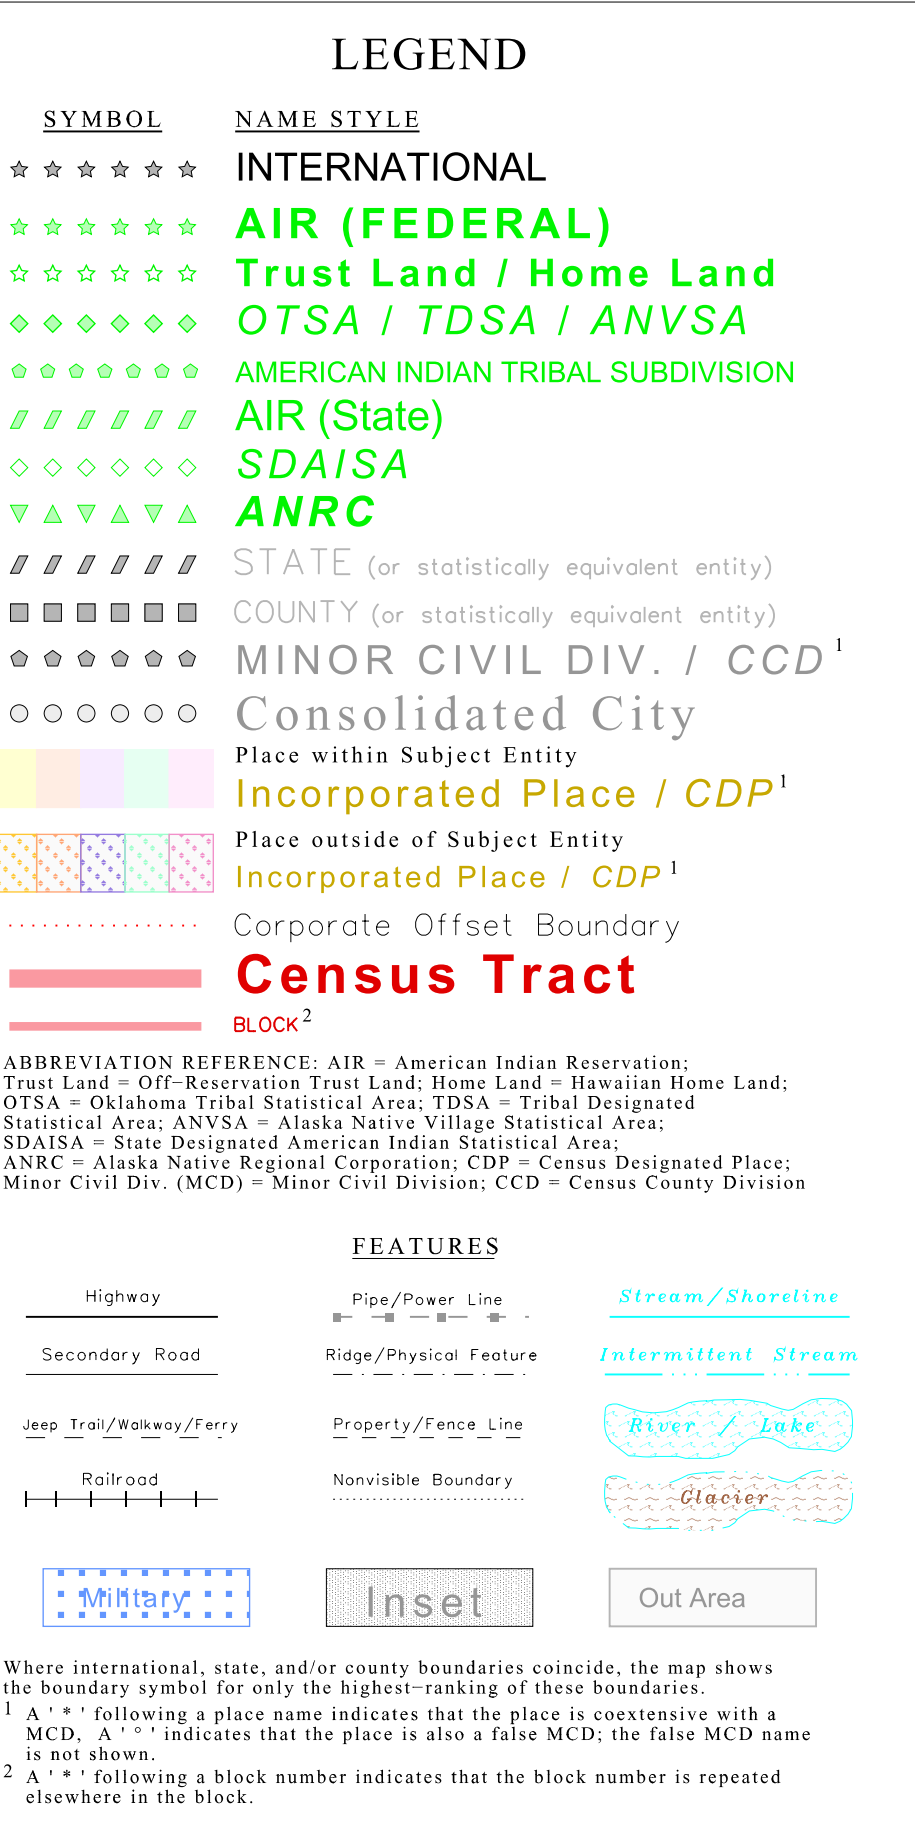 LEGEND
SYMBOL NAME STYLE
INTERNATIONAL
AIR (FEDERAL)
Trust Land / Home Land
OTSA / TDSA / ANVSA
AMERICAN INDIAN TRIBAL SUBDIVISION
AIR (State)
SDAISA
ANRC
STATE (or statistically equivalent entity)
COUNTY (or statistically equivalent entity)
MINOR CIVIL DIV. / CCD 1
Consolidated City
Place within Subject Entity
Incorporated Place / CDP 1
Place outside of Subject Entity
Incorporated Place / CDP 1
Corporate Offset Boundary
Census Tract
BLOCK 2
ABBREVIATION REFERENCE: AIR = American Indian Reservation;
Trust Land = Off−Reservation Trust Land; Home Land = Hawaiian Home Land;
OTSA = Oklahoma Tribal Statistical Area; TDSA = Tribal Designated
Statistical Area; ANVSA = Alaska Native Village Statistical Area;
SDAISA = State Designated American Indian Statistical Area;
ANRC = Alaska Native Regional Corporation; CDP = Census Designated Place;
Minor Civil Div. (MCD) = Minor Civil Division; CCD = Census County Division
FEATURES
Highway
Pipe/Power Line
Stream/Shoreline
Secondary Road
Ridge/Physical Feature
Intermittent Stream
Jeep Trail/Walkway/Ferry
Property/Fence Line
River / Lake
Railroad
Nonvisible Boundary
Glacier
Military
Inset
Out Area
Where international, state, and/or county boundaries coincide, the map shows
the boundary symbol for only the highest−ranking of these boundaries.
1 A ' * ' following a place name indicates that the place is coextensive with a
MCD, A ' ° ' indicates that the place is also a false MCD; the false MCD name
is not shown.
2 A ' * ' following a block number indicates that the block number is repeated
elsewhere in the block.